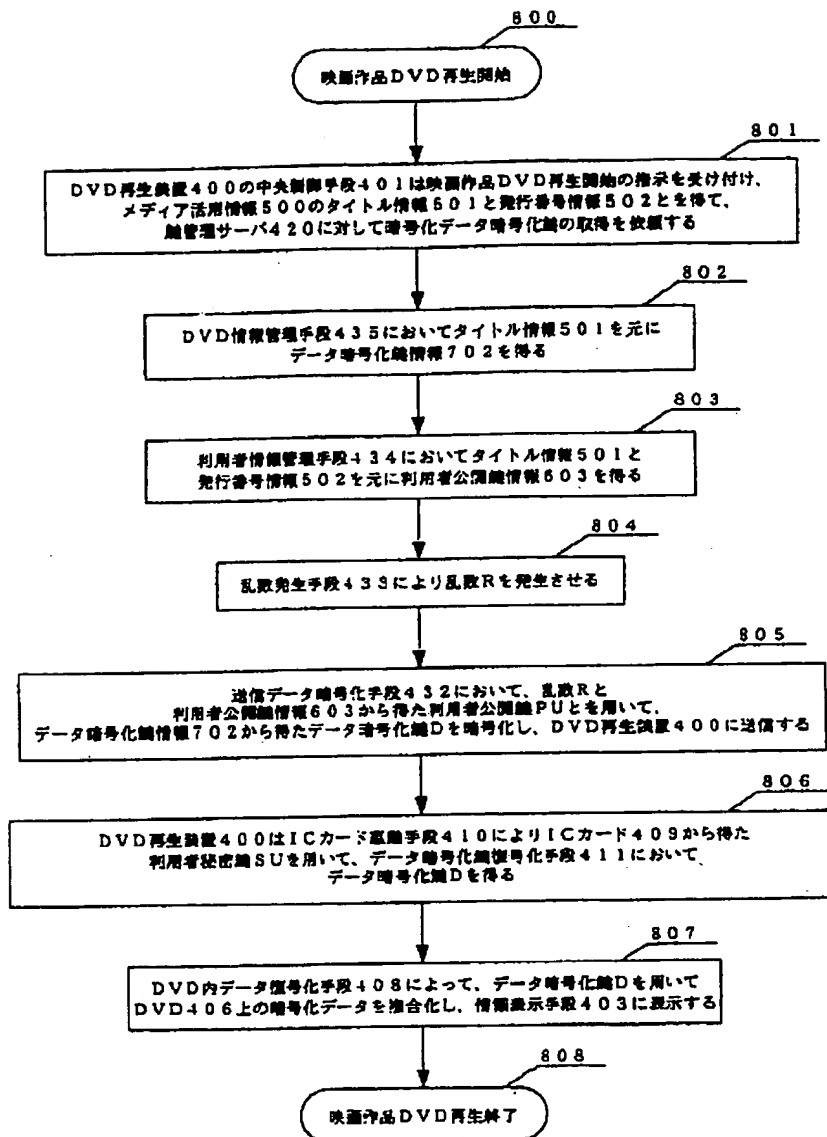 800
映画作品DVD再生開始
801
DVD再生装置400の中央制御手段401は映画作品DVD再生開始の指示を受け付け、
メディア活用情報500のタイトル情報501と発行番号情報502とを得て、
鍵管理サーバ420に対して暗号化データ暗号化鍵の取得を依頼する
802
DVD情報管理手段435においてタイトル情報501を元に
データ暗号化鍵情報702を得る
803
利用者情報管理手段434においてタイトル情報501と
発行番号情報502を元に利用者公開鍵情報603を得る
804
乱数発生手段433により乱数Rを発生させる
805
送信データ暗号化手段432において、乱数Rと
利用者公開鍵情報603から得た利用者公開鍵PUとを用いて、
データ暗号化鍵情報702から得たデータ暗号化鍵Dを暗号化し、DVD再生装置400に送信する
806
DVD再生装置400はICカード駆動手段410によりICカード409から得た
利用者秘密鍵SUを用いて、データ暗号化鍵復号化手段411において
データ暗号化鍵Dを得る
807
DVD内データ復号化手段408によって、データ暗号化鍵Dを用いて
DVD406上の暗号化データを複合化し、情報表示手段403に表示する
808
映画作品DVD再生終了